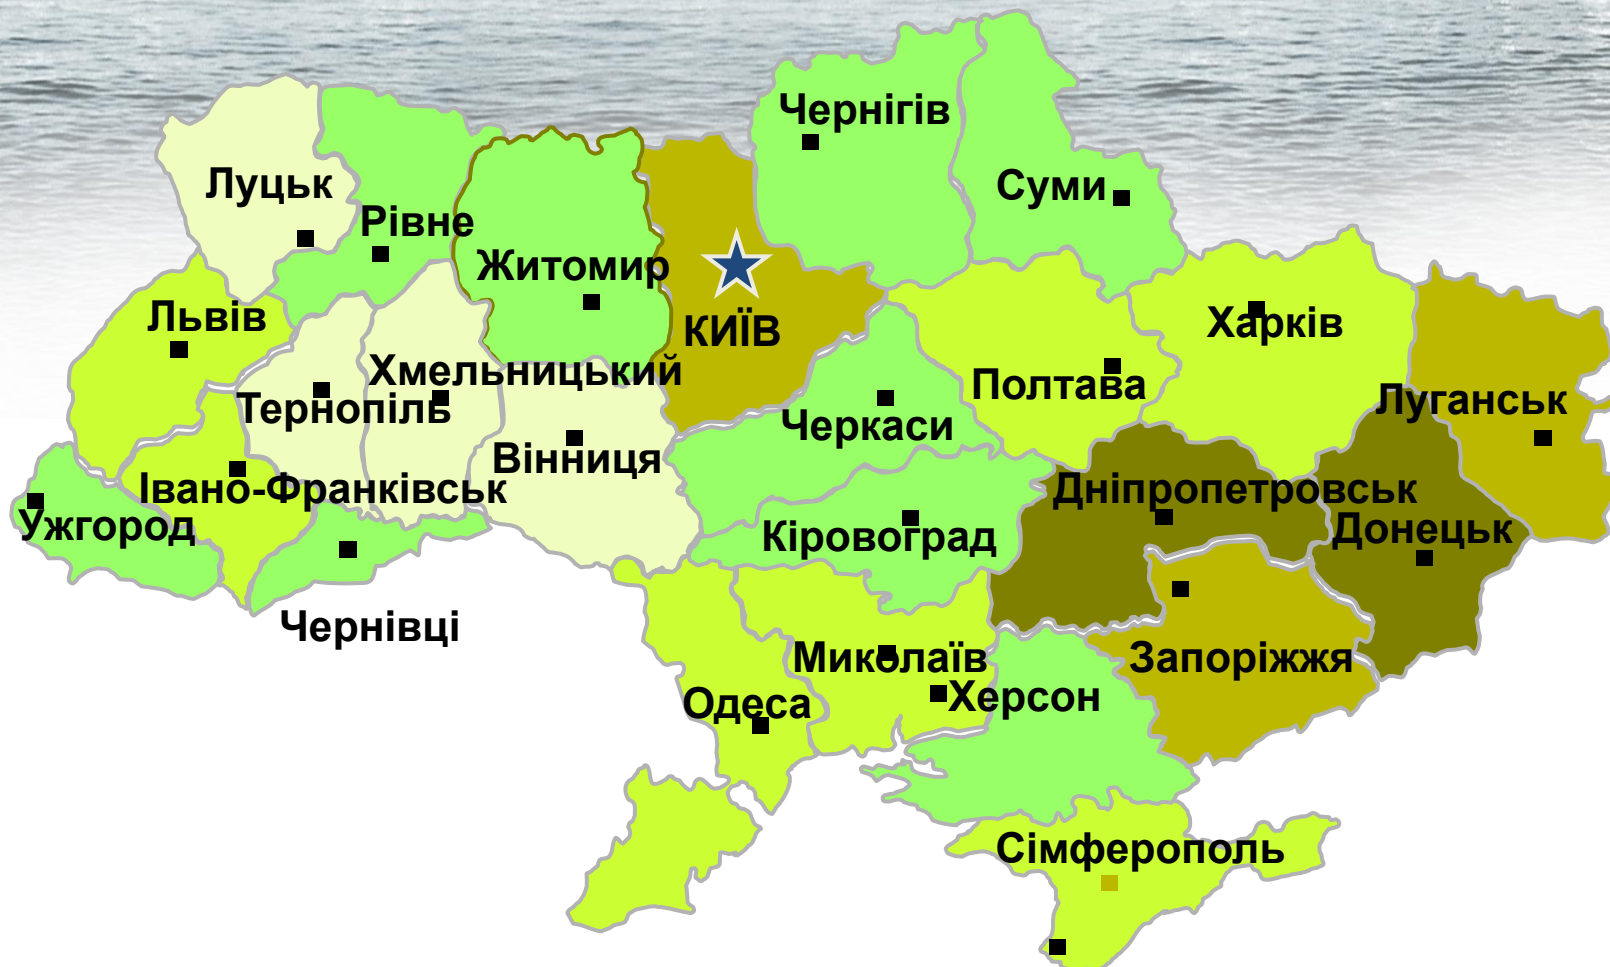 Чернігів
Луцьк
Суми
Рівне
Житомир
Львів
КИЇВ
Харків
Хмельницький
Полтава
Тернопіль
Луганськ
Черкаси
Вінниця
Івано-Франківськ
Дніпропетровськ
Ужгород
Кіровоград
Донецьк
Чернівці
Миколаїв
Запоріжжя
Одеса
Херсон
Сімферополь